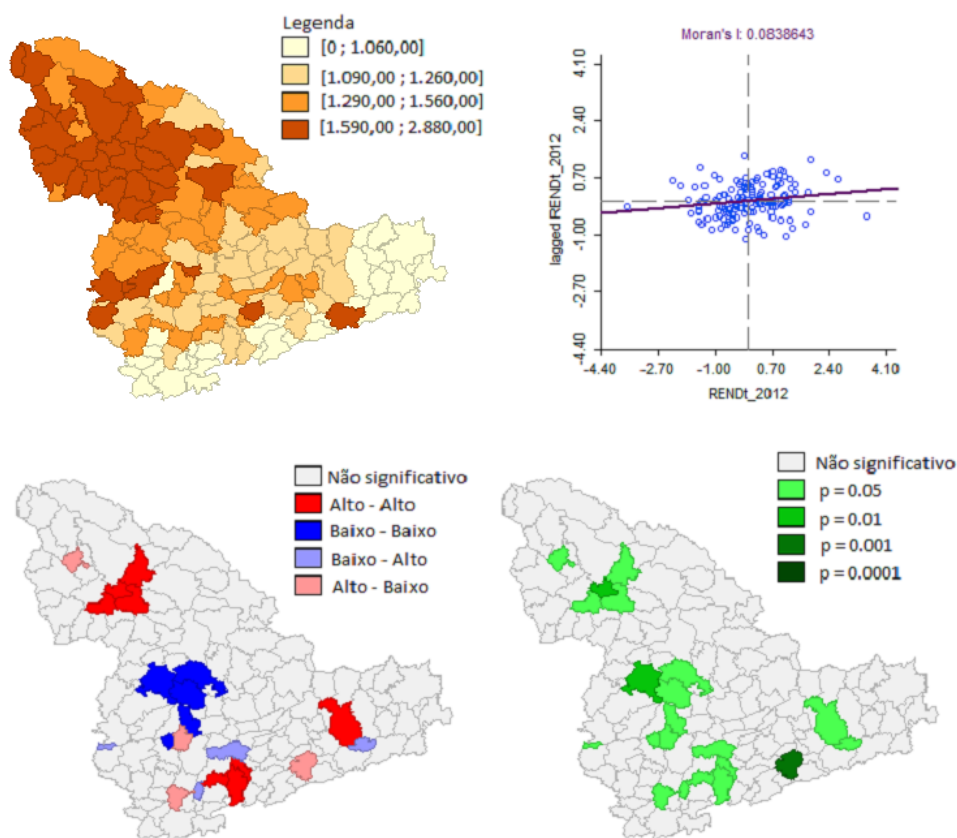 Legenda
[0 ; 1.060,00]
[1.090,00 ; 1.260,00]
[1.290,00 ; 1.560,00]
[1.590,00 ; 2.880,00]
Moran's I: 0.0838643
lagged RENDt_2012
4.10
2.40
0.70
-1.00
-2.70
-4.40
-4.40 -2.70 -1.00 0.70 2.40 4.10
RENDt_2012
Não significativo
Alto - Alto
Baixo - Baixo
Baixo - Alto
Alto - Baixo
Não significativo
p = 0.05
p = 0.01
p = 0.001
p = 0.0001